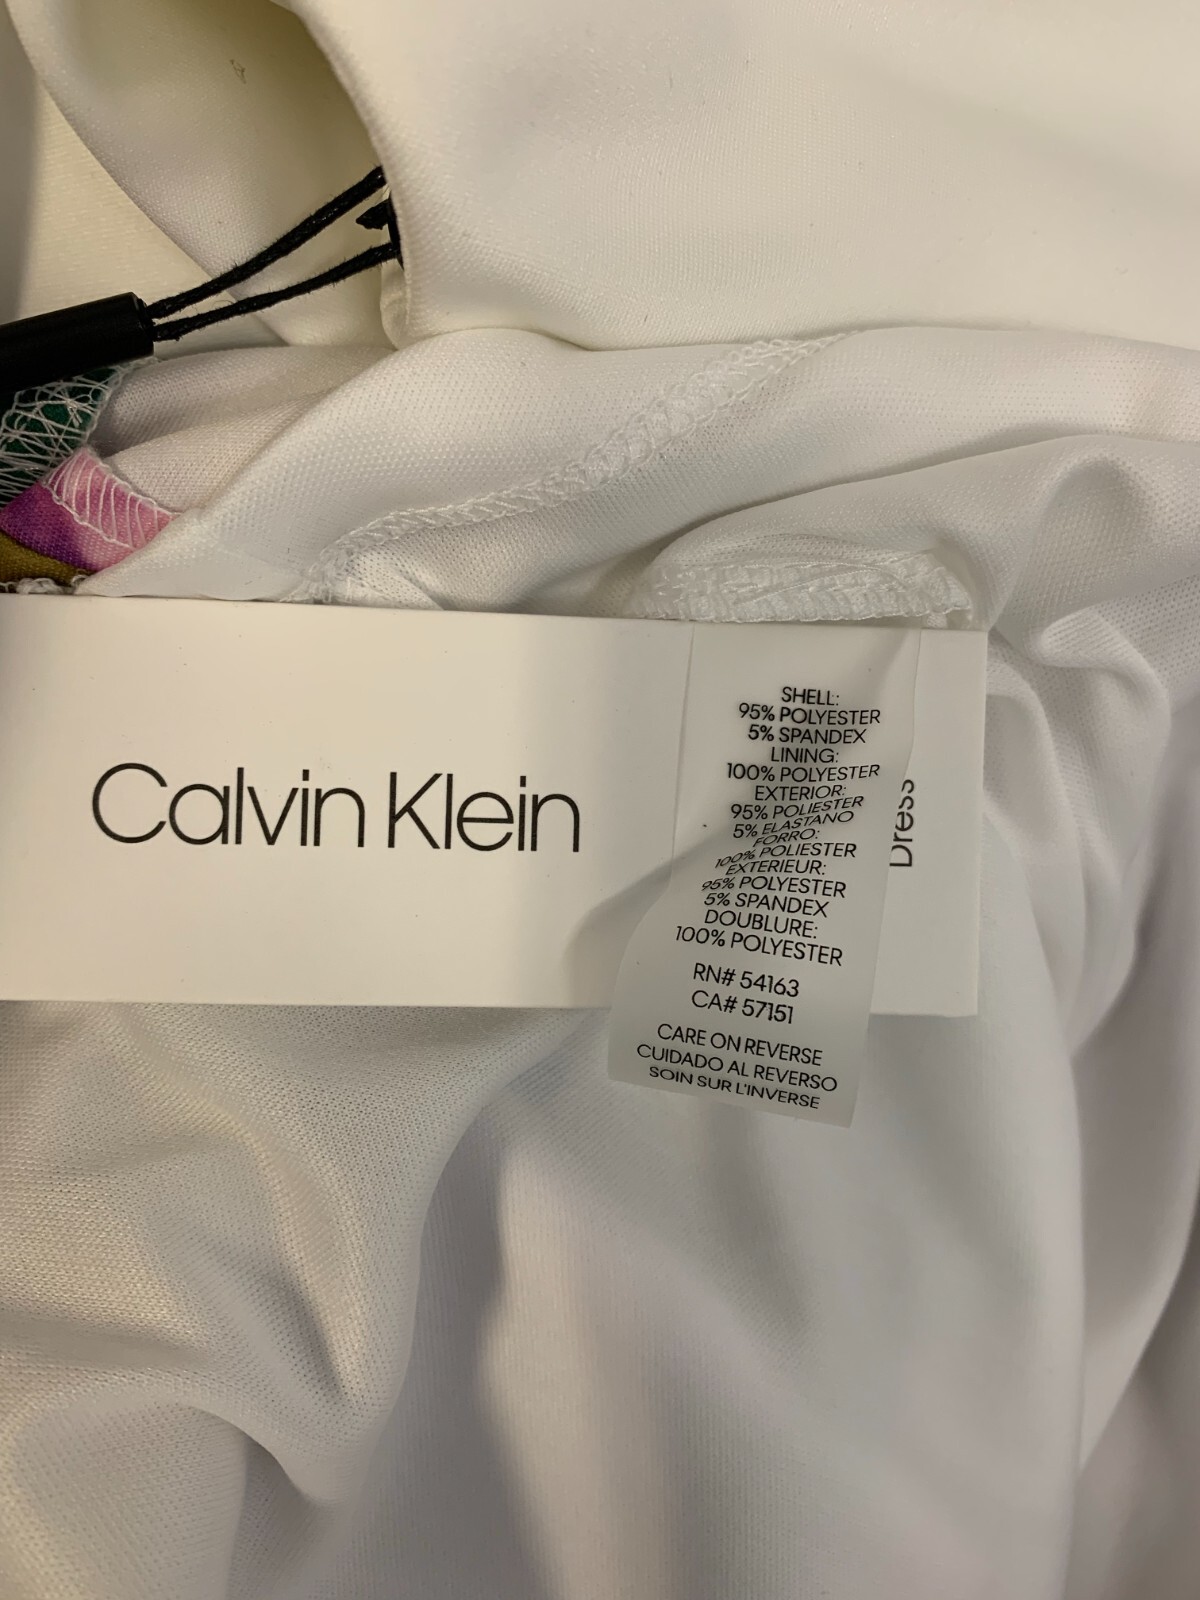 Calvin Klein
SHELL:
95% POLYESTER
5% SPANDEX
LINING:
100% POLYESTER
EXTERIOR:
95% POLIESTER
5% ELASTANO
FORRO:
100% POLIESTER
EXTERIEUR:
95% POLYESTER
5% SPANDEX
DOUBLURE:
100% POLYESTER
RN# 54163
CA# 57151
CARE ON REVERSE
CUIDADO AL REVERSO
SOIN SUR L'INVERSE
Dress